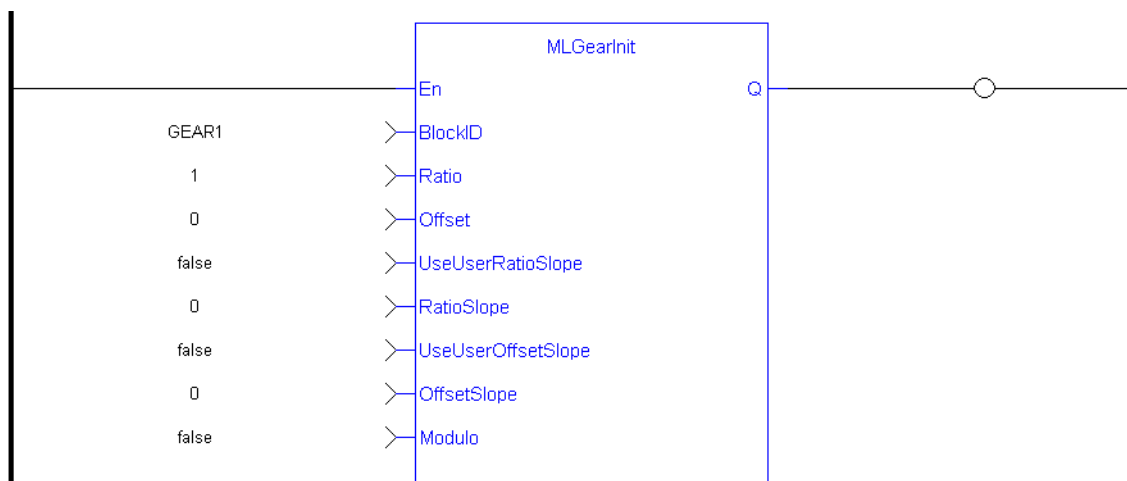 MLGearInit
En Q
GEAR1 BlockID
1 Ratio
0 Offset
false UseUserRatioSlope
0 RatioSlope
false UseUserOffsetSlope
0 OffsetSlope
false Modulo